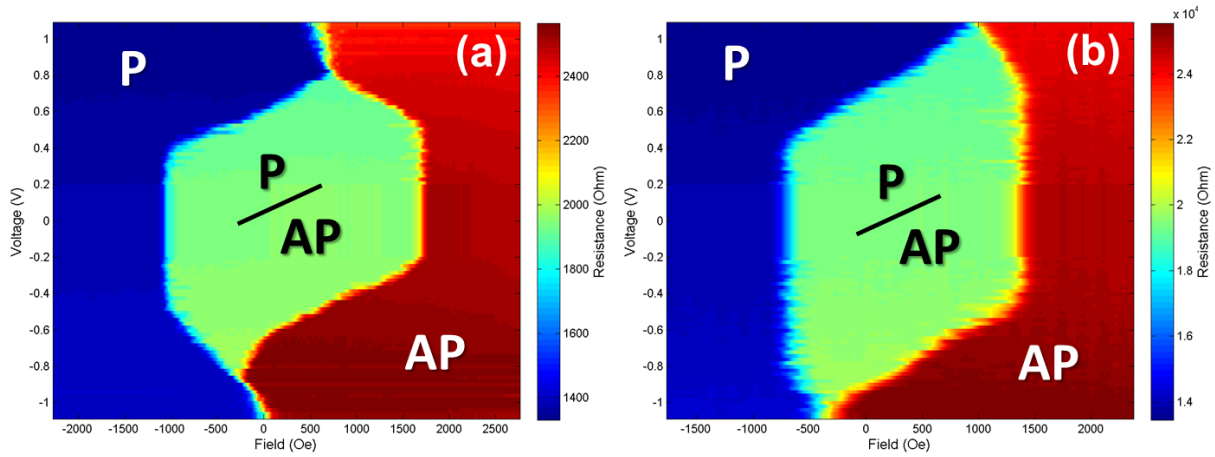 P
(a)
P
AP
AP
1
0.8
0.6
0.4
0.2
0
-0.2
-0.4
-0.6
-0.8
-1
Voltage (V)
-2000 -1500 -1000 -500 0 500 1000 1500 2000 2500
Field (Oe)
2400
2200
2000
1800
1600
1400
Resistance (Ohm)
P
(b)
P
AP
AP
1
0.8
0.6
0.4
0.2
0
-0.2
-0.4
-0.6
-0.8
-1
Voltage (V)
-1500 -1000 -500 0 500 1000 1500 2000
Field (Oe)
x 10⁴
2.4
2.2
2
1.8
1.6
1.4
Resistance (Ohm)